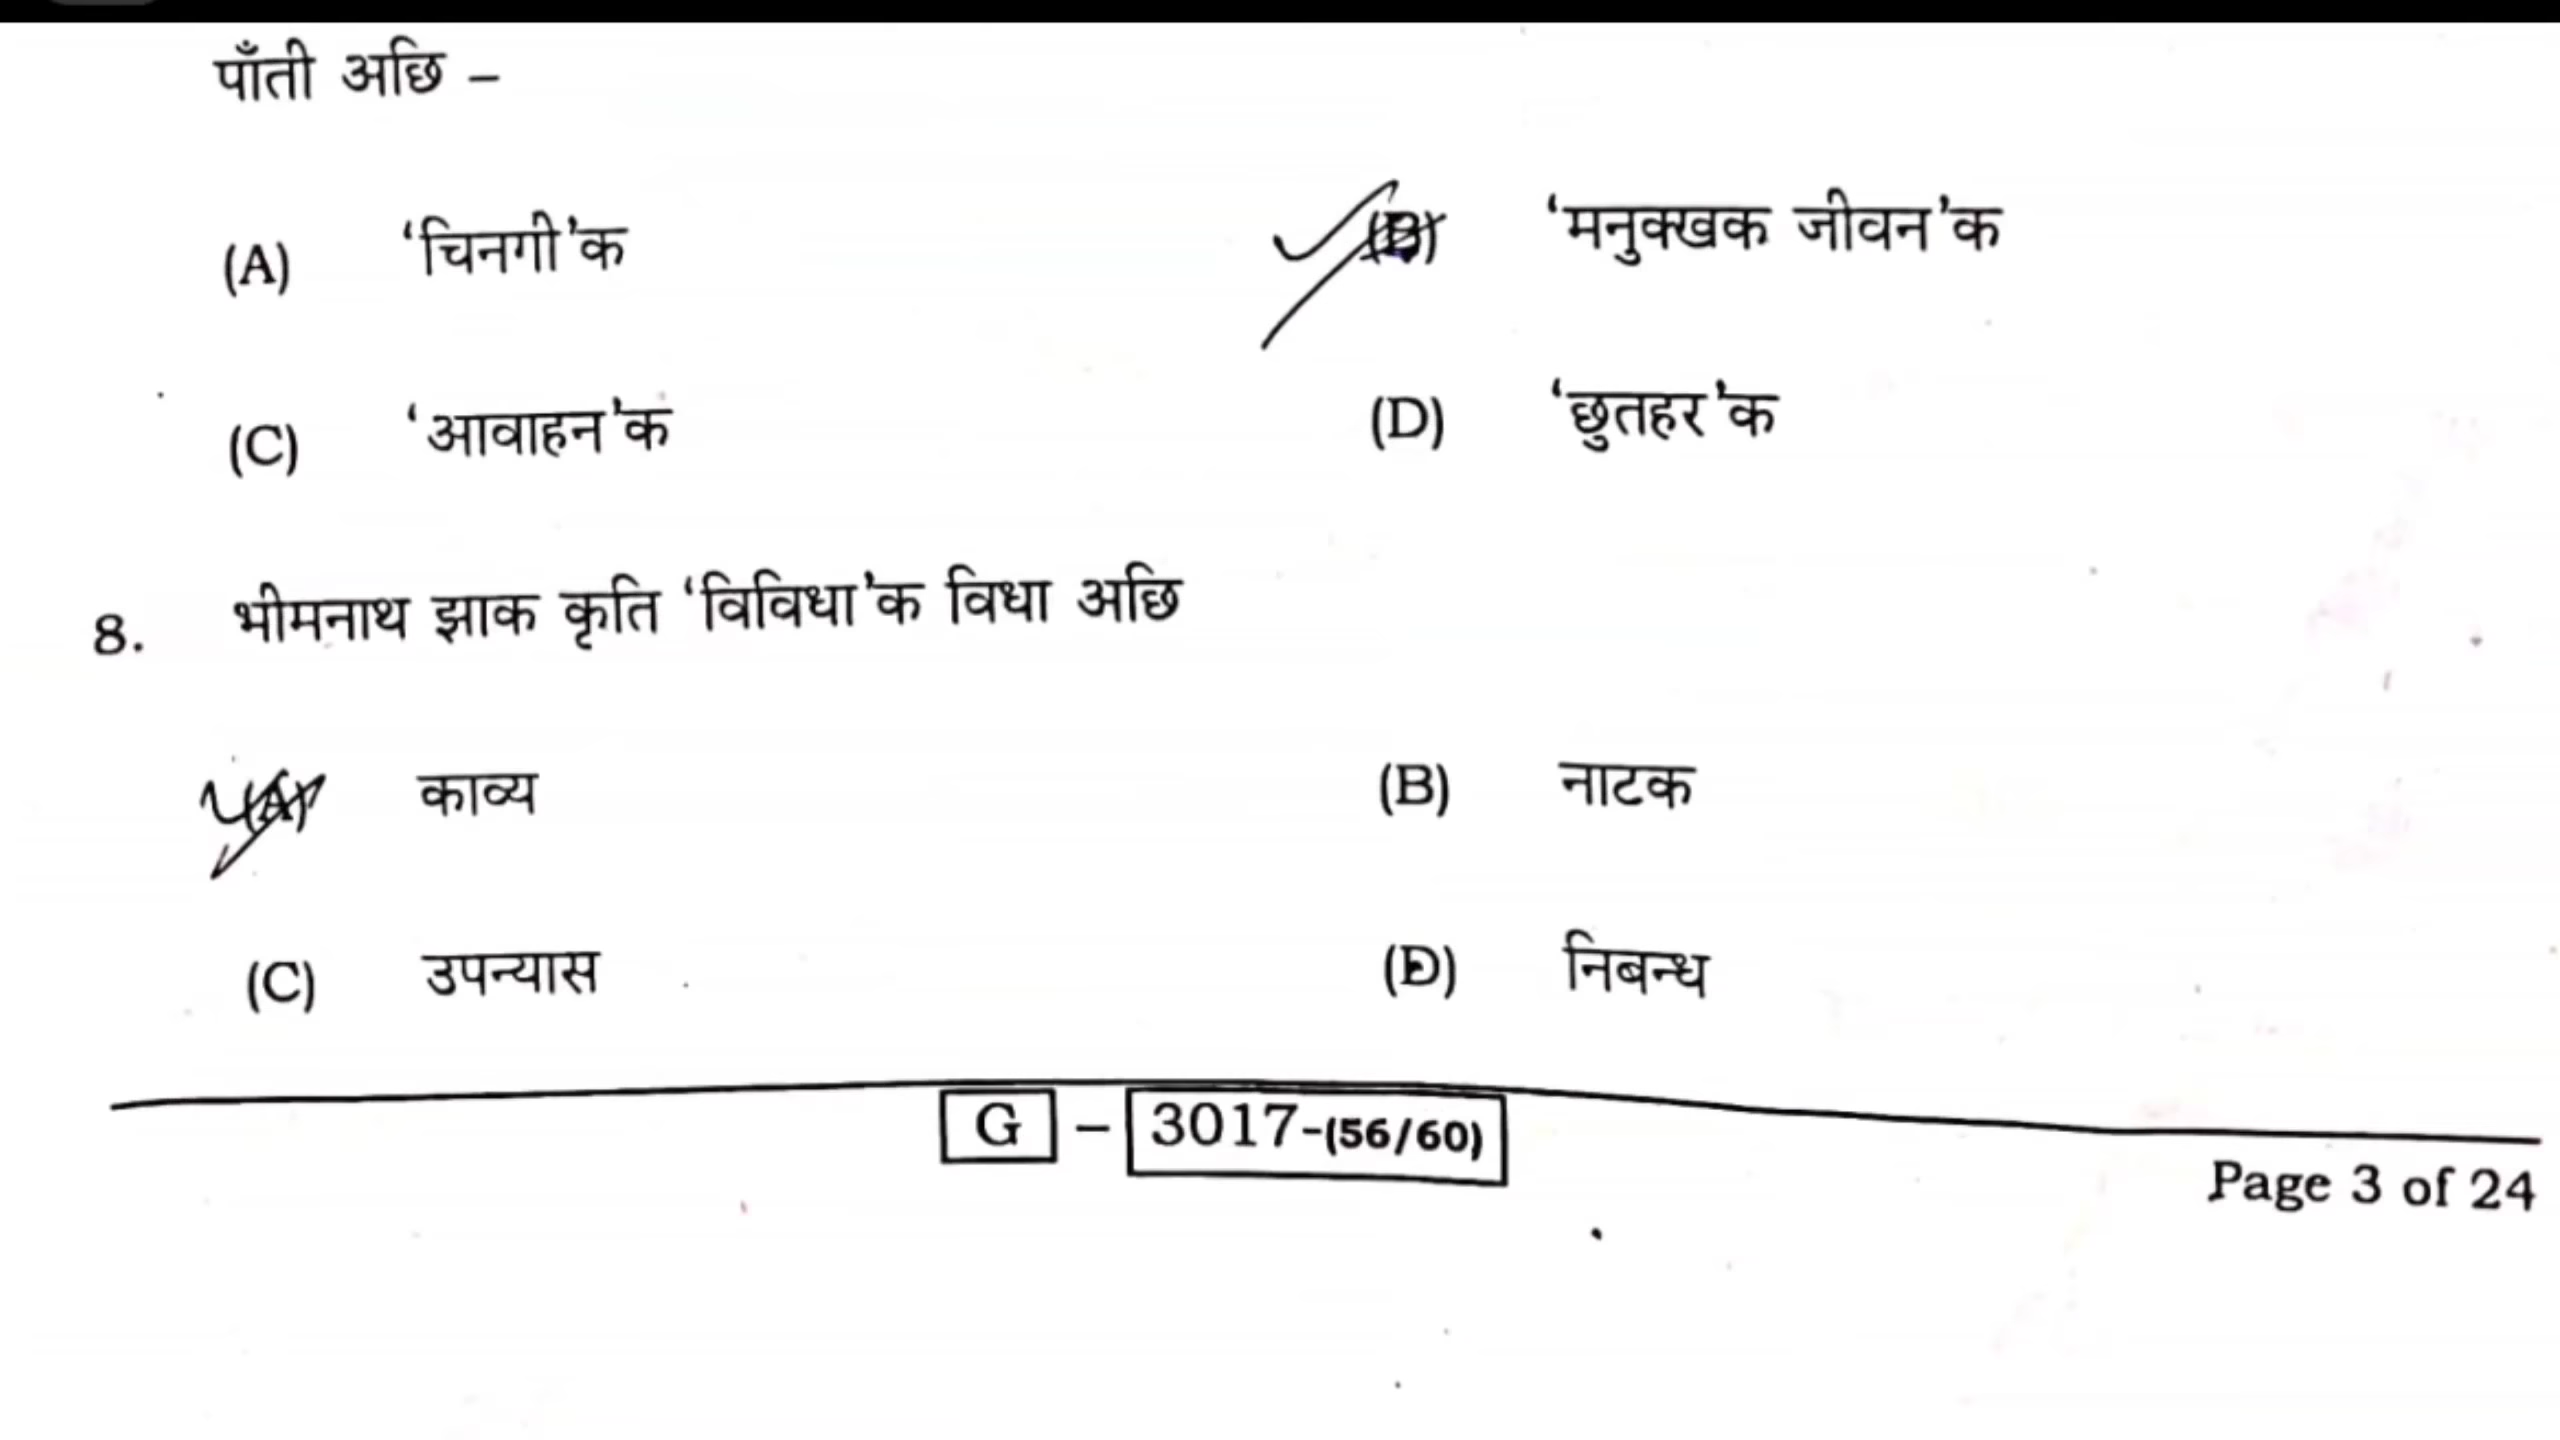 पाँती अछि –
(A) ‘चिनगी’क (B) ‘मनुक्खक जीवन’क
(C) ‘आवाहन’क (D) ‘छुतहर’क
8. भीमनाथ झाक कृति ‘विविधा’क विधा अछि
(A) काव्य (B) नाटक
(C) उपन्यास (D) निबन्ध
G – 3017-(56/60)
Page 3 of 24